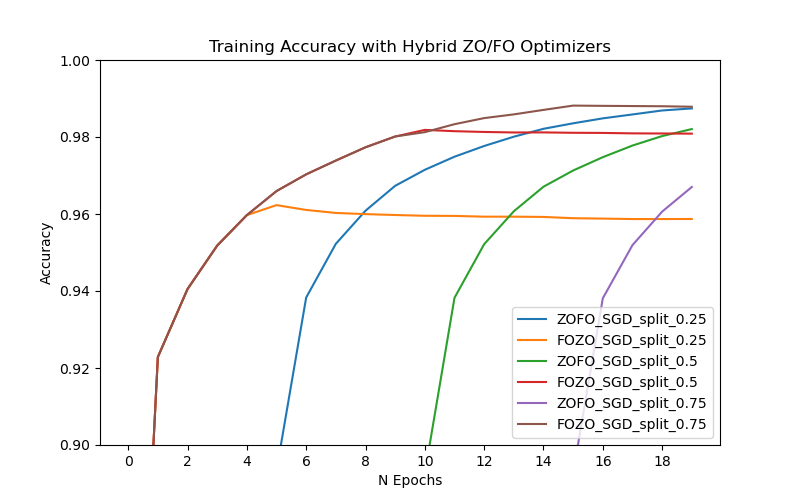 Training Accuracy with Hybrid ZO/FO Optimizers
1.00
0.98
0.96
0.94
0.92
0.90
Accuracy
0 2 4 6 8 10 12 14 16 18
N Epochs
ZOFO_SGD_split_0.25
FOZO_SGD_split_0.25
ZOFO_SGD_split_0.5
FOZO_SGD_split_0.5
ZOFO_SGD_split_0.75
FOZO_SGD_split_0.75